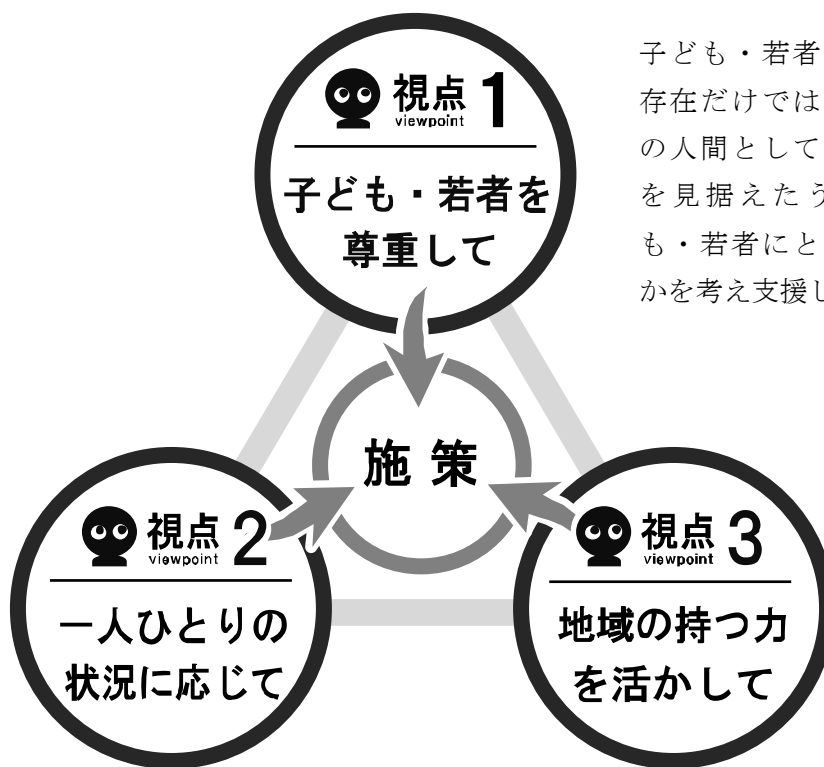 視点 1
viewpoint
子ども・若者を
尊重して
子ども・若者
存在だけでは
の人間として
を見据えたう
も・若者にと
かを考え支援し
施策
視点 2
viewpoint
一人ひとりの
状況に応じて
視点 3
viewpoint
地域の持つ力
を活かして